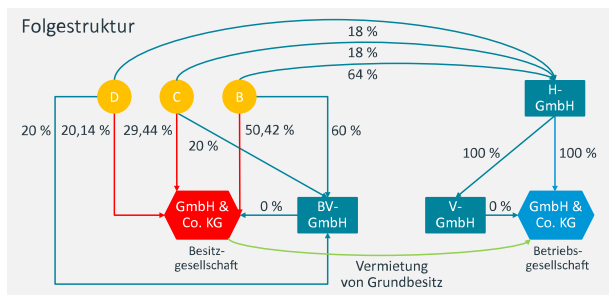 Folgestruktur
18 %
18 %
64 %
D
C
B
H-
GmbH
20 %
20,14 %
29,44 %
20 %
50,42 %
60 %
100 %
100 %
GmbH &
Co. KG
0 %
BV-
GmbH
V-
GmbH
0 %
GmbH &
Co. KG
Besitz-
gesellschaft
Vermietung
von Grundbesitz
Betriebs-
gesellschaft